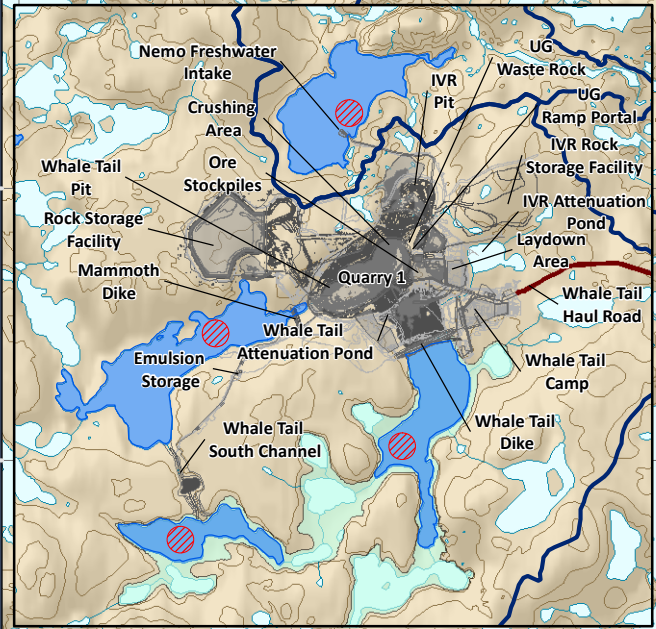 Nemo Freshwater
Intake
UG
Waste Rock
IVR
Pit
UG
Ramp Portal
Crushing
Area
IVR Rock
Storage Facility
Ore
Stockpiles
Whale Tail
Pit
IVR Attenuation
Pond
Rock Storage
Facility
Laydown
Area
Mammoth
Dike
Quarry 1
Whale Tail
Haul Road
Whale Tail
Attenuation Pond
Emulsion
Storage
Whale Tail
Camp
Whale Tail
South Channel
Whale Tail
Dike